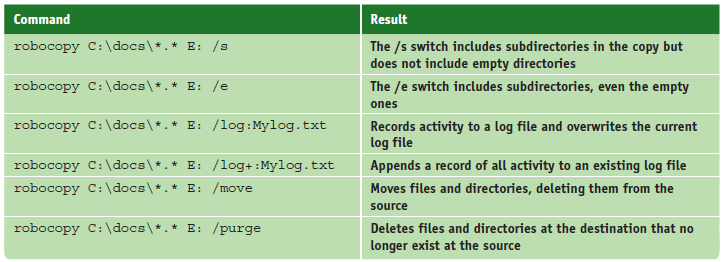 Command Result
robocopy C:\docs\*.* E: /s The /s switch includes subdirectories in the copy but
does not include empty directories
robocopy C:\docs\*.* E: /e The /e switch includes subdirectories, even the empty
ones
robocopy C:\docs\*.* E: /log:Mylog.txt Records activity to a log file and overwrites the current
log file
robocopy C:\docs\*.* E: /log+:Mylog.txt Appends a record of all activity to an existing log file
robocopy C:\docs\*.* E: /move Moves files and directories, deleting them from the
source
robocopy C:\docs\*.* E: /purge Deletes files and directories at the destination that no
longer exist at the source